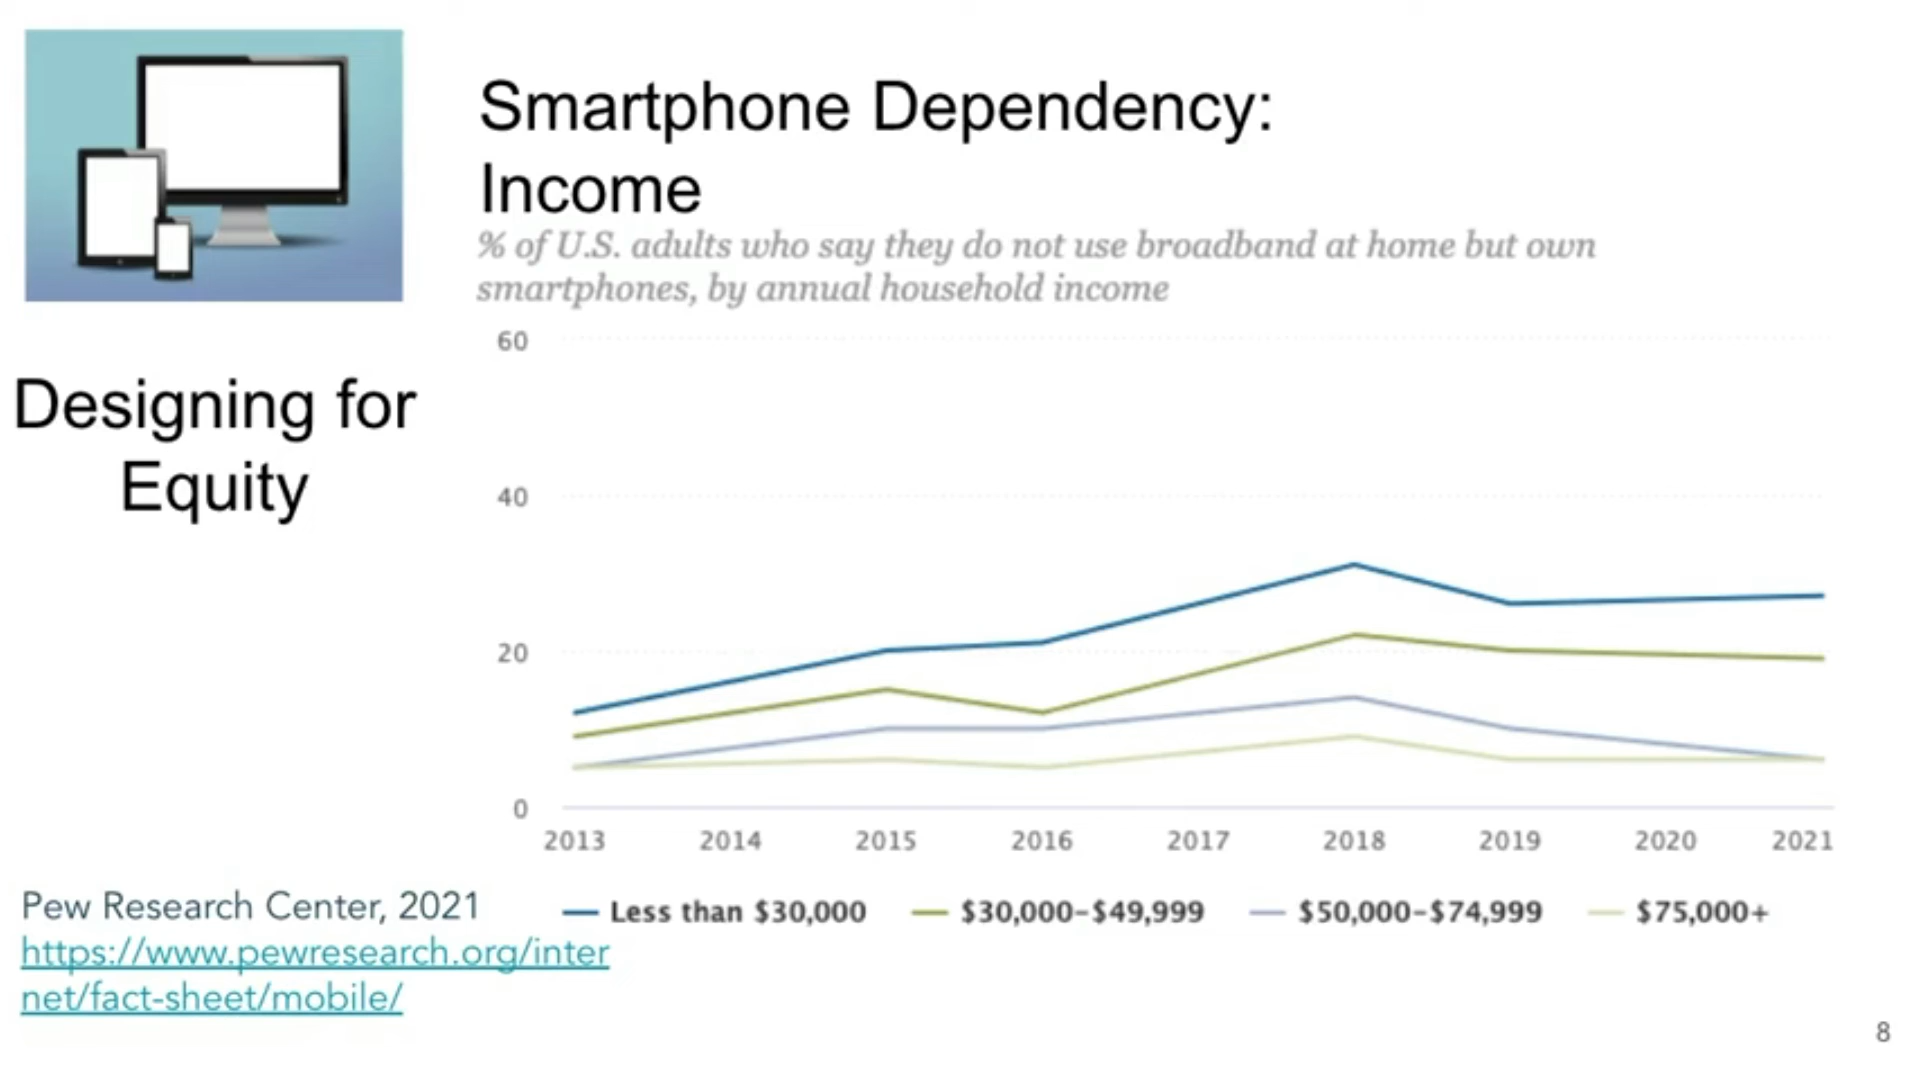 Smartphone Dependency:
Income
% of U.S. adults who say they do not use broadband at home but own
smartphones, by annual household income
Designing for
Equity
60
40
20
0
2013 2014 2015 2016 2017 2018 2019 2020 2021
Less than $30,000 $30,000–$49,999 $50,000–$74,999 $75,000+
Pew Research Center, 2021
https://www.pewresearch.org/inter
net/fact-sheet/mobile/
8